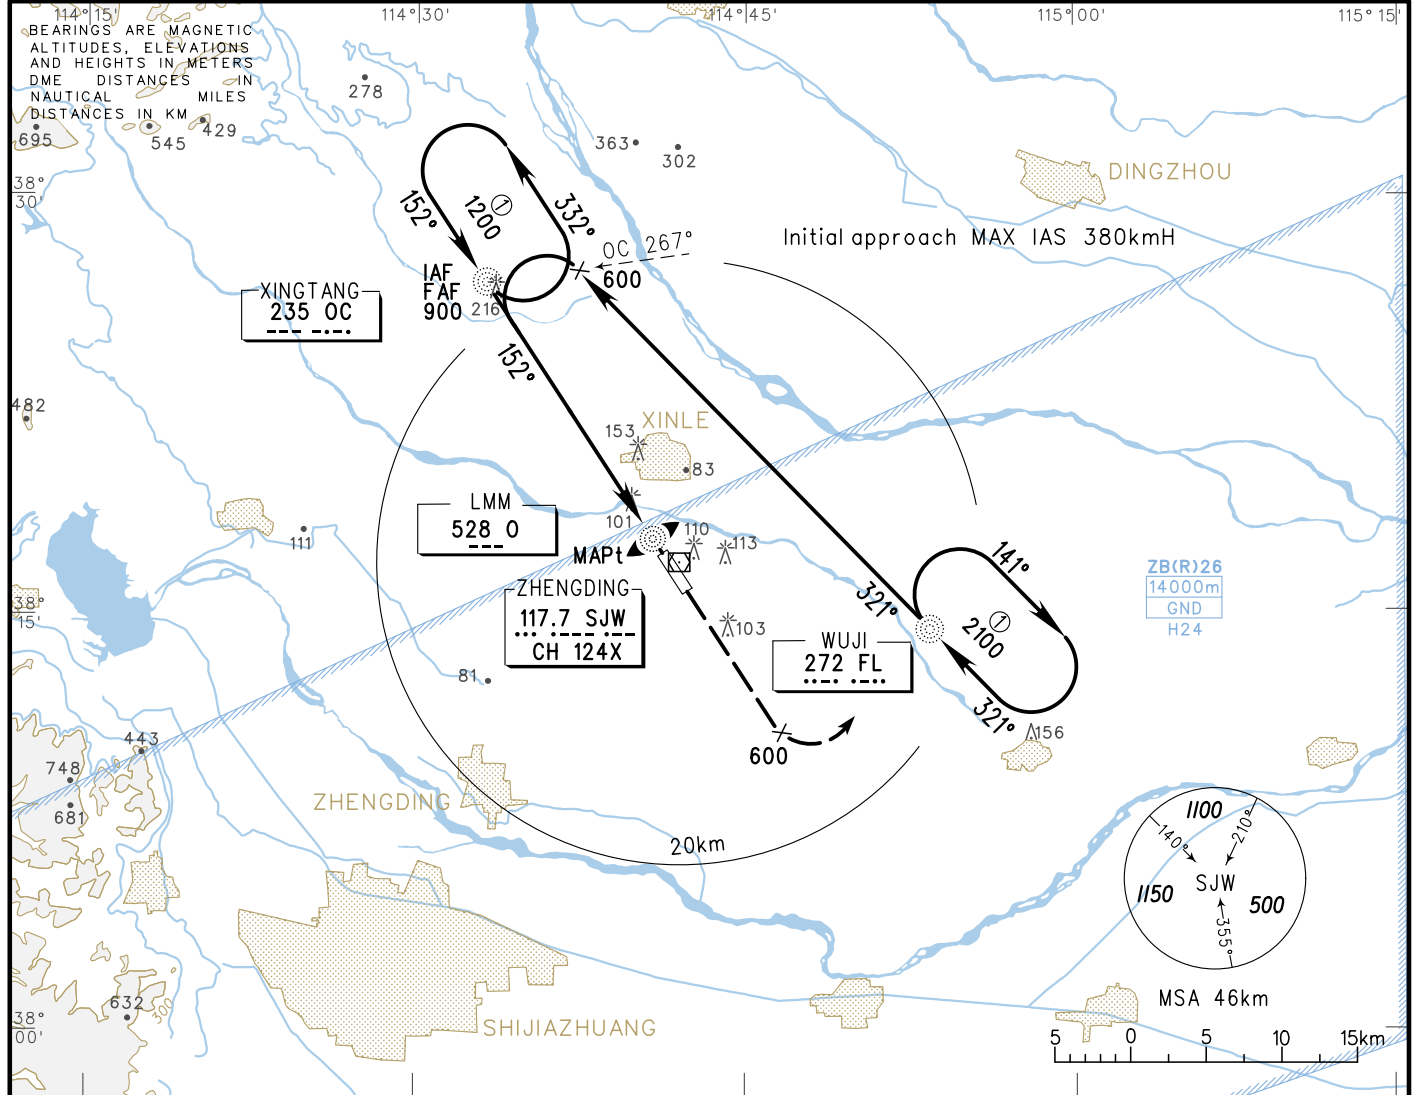 114°15'
114°30'
114°45'
115°00'
115°15'
BEARINGS ARE MAGNETIC
ALTITUDES, ELEVATIONS
AND HEIGHTS IN METERS
DME DISTANCES IN
NAUTICAL MILES
DISTANCES IN KM
278
695
545
429
363
302
DINGZHOU
38°
30'
152°
1200
①
332°
OC 267°
600
Initial approach MAX IAS 380kmH
IAF
FAF
900
216
XINGTANG
235 OC
--- -·-·
152°
482
XINLE
153
83
LMM
528 O
---
101
110
113
111
MAPt
ZHENGDING
117.7 SJW
··· ·--- ·--
CH 124X
103
141°
321°
①
2100
ZB(R)26
14000m
GND
H24
38°
15'
WUJI
272 FL
··-· ·-··
81
321°
156
443
748
681
600
ZHENGDING
20km
1100
140°
210°
SJW
1150
500
355°
MSA 46km
632
300
38°
00'
SHIJIAZHUANG
5 0 5 10 15km